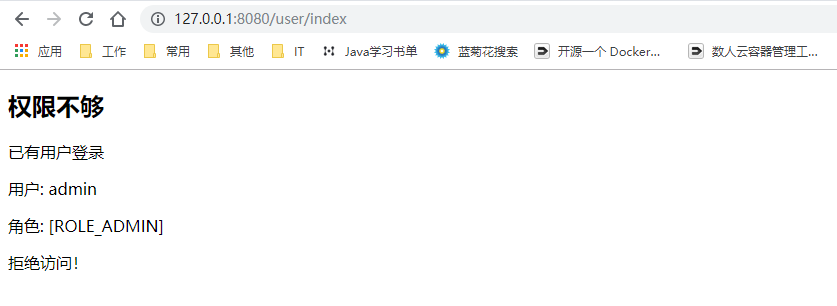 127.0.0.1:8080/user/index
应用 工作 常用 其他 IT Java学习书单 蓝菊花搜索 开源一个 Docker... 数人云容器管理工...
权限不够
已有用户登录
用户: admin
角色: [ROLE_ADMIN]
拒绝访问!